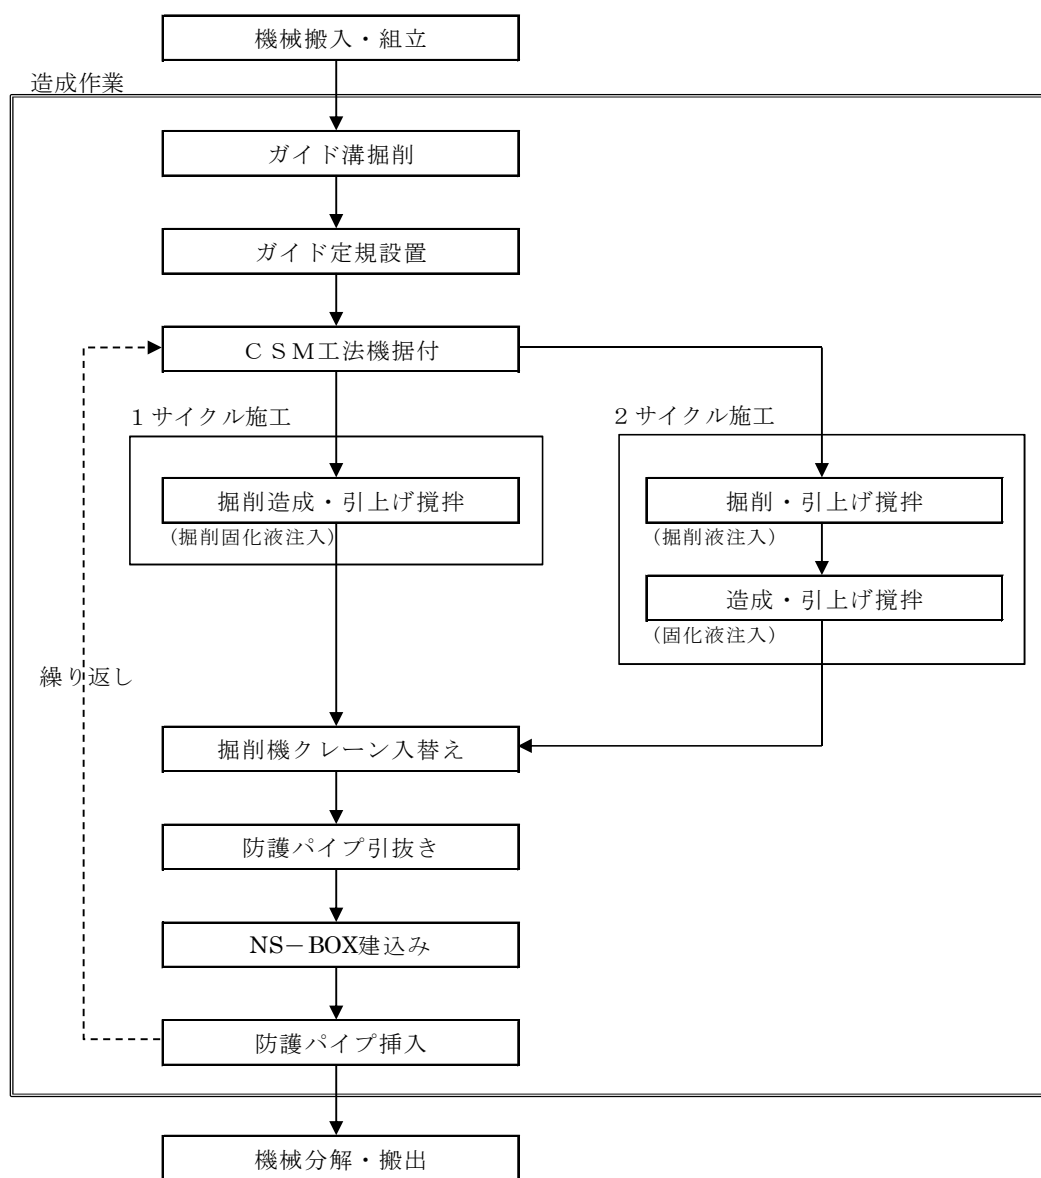 機械搬入・組立
造成作業
ガイド溝掘削
ガイド定規設置
ＣＳＭ工法機据付
1サイクル施工
2サイクル施工
掘削造成・引上げ撹拌
(掘削固化液注入)
掘削・引上げ撹拌
(掘削液注入)
造成・引上げ撹拌
(固化液注入)
繰り返し
掘削機クレーン入替え
防護パイプ引抜き
NS－BOX建込み
防護パイプ挿入
機械分解・搬出